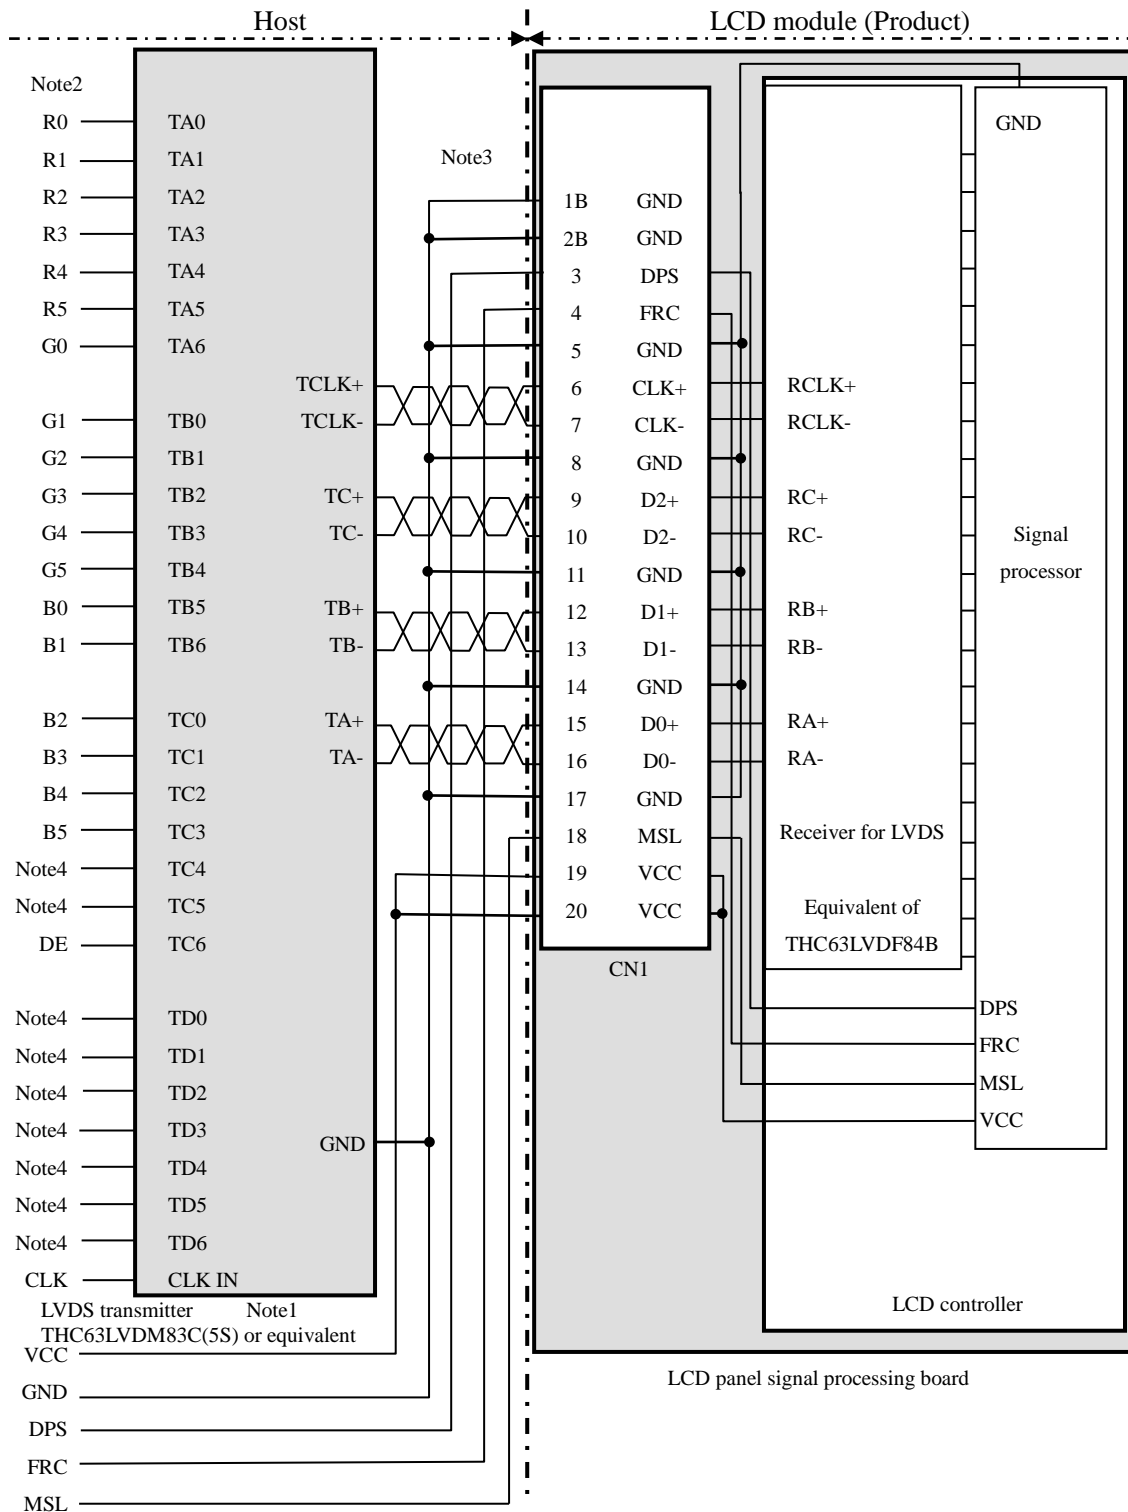 Host
LCD module (Product)
Note2
R0 TA0
R1 TA1
R2 TA2
R3 TA3
R4 TA4
R5 TA5
G0 TA6
TCLK+
G1 TB0 TCLK-
G2 TB1
G3 TB2 TC+
G4 TB3 TC-
G5 TB4
B0 TB5 TB+
B1 TB6 TB-
B2 TC0 TA+
B3 TC1 TA-
B4 TC2
B5 TC3
Note4 TC4
Note4 TC5
DE TC6
Note4 TD0
Note4 TD1
Note4 TD2
Note4 TD3
GND
Note4 TD4
Note4 TD5
Note4 TD6
CLK CLK IN
LVDS transmitter Note1
THC63LVDM83C(5S) or equivalent
VCC
GND
DPS
FRC
MSL
Note3
1B GND
2B GND
3 DPS
4 FRC
5 GND
6 CLK+
7 CLK-
8 GND
9 D2+
10 D2-
11 GND
12 D1+
13 D1-
14 GND
15 D0+
16 D0-
17 GND
18 MSL
19 VCC
20 VCC
CN1
RCLK+
RCLK-
RC+
RC-
RB+
RB-
RA+
RA-
Receiver for LVDS
Equivalent of
THC63LVDF84B
GND
Signal
processor
DPS
FRC
MSL
VCC
LCD controller
LCD panel signal processing board